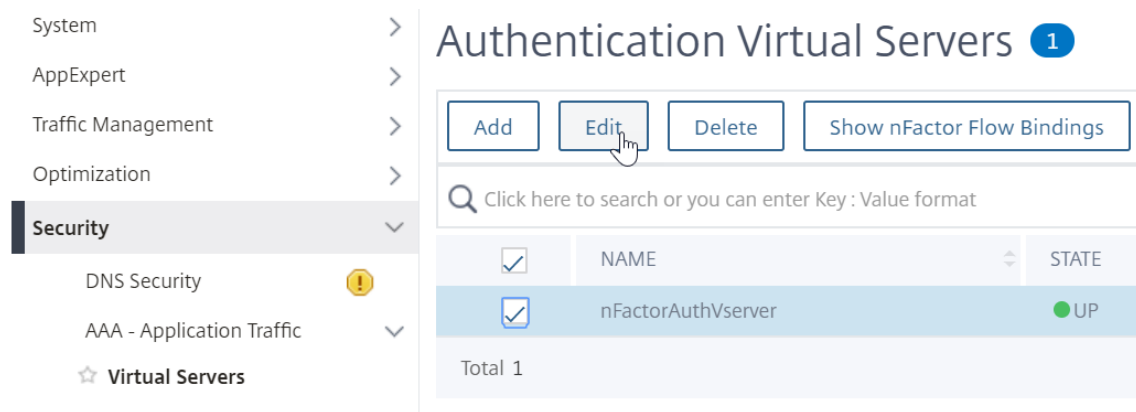 System
AppExpert
Traffic Management
Optimization
Security
DNS Security
AAA - Application Traffic
Virtual Servers
Authentication Virtual Servers 1
Add Edit Delete Show nFactor Flow Bindings
Click here to search or you can enter Key : Value format
NAME STATE
nFactorAuthVserver UP
Total 1